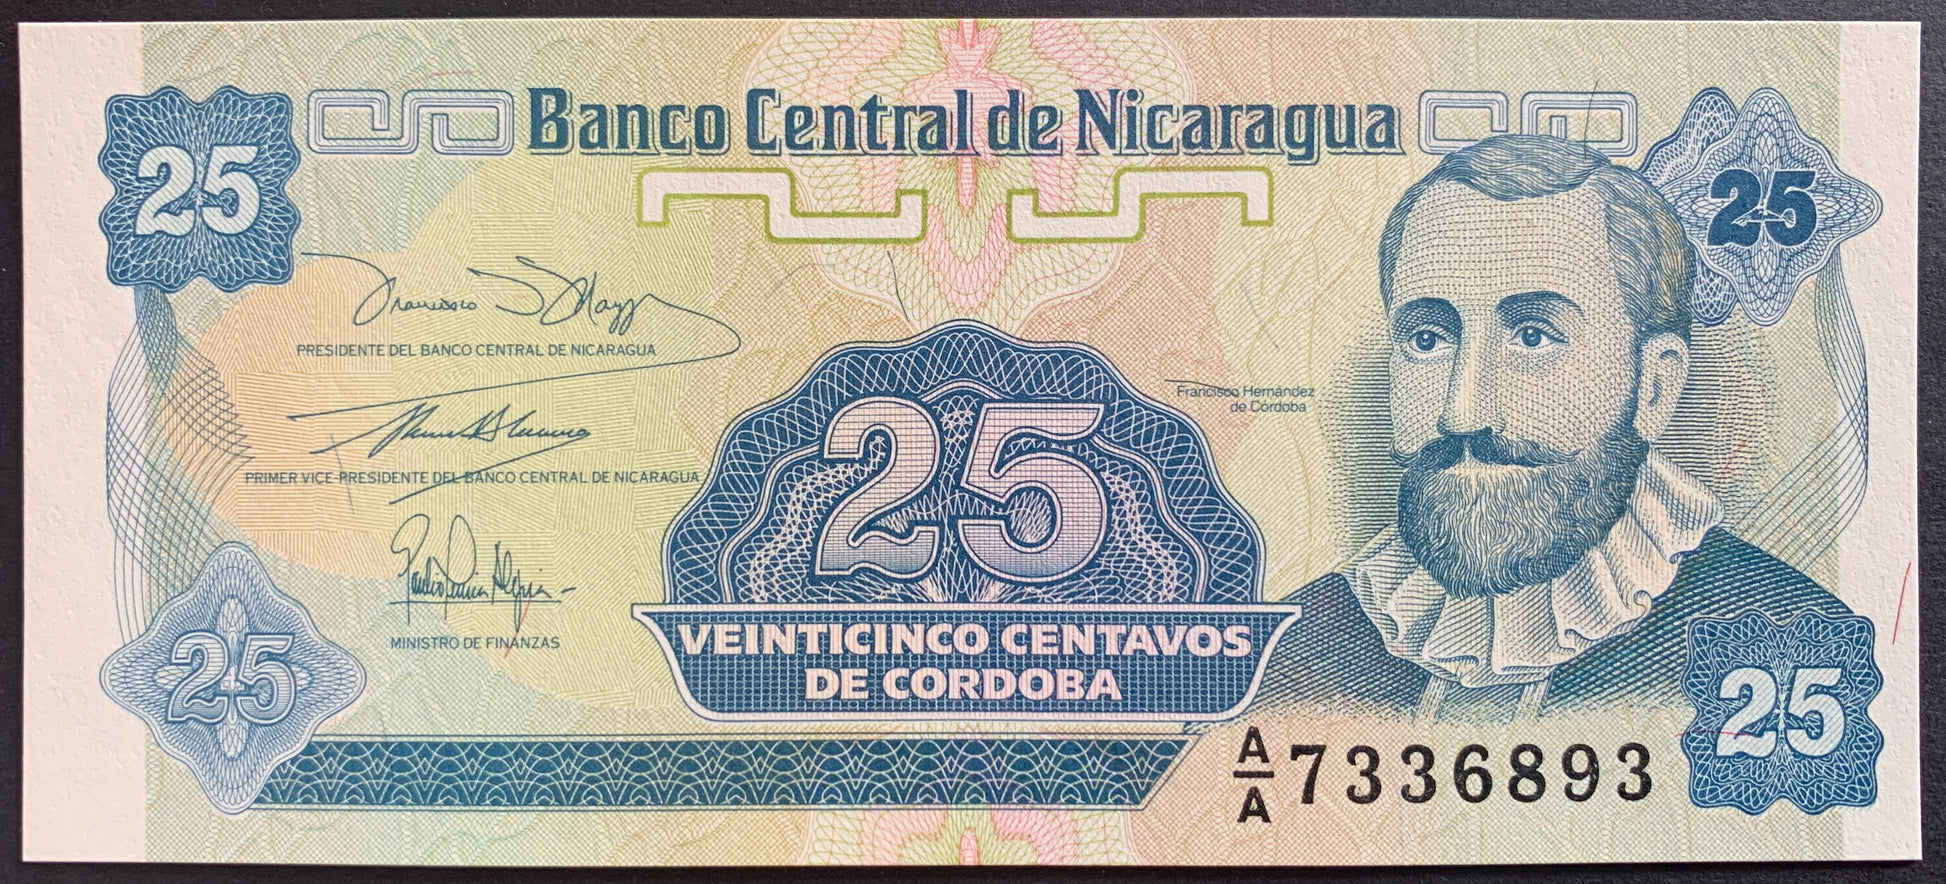 Banco Central de Nicaragua
25
25
PRESIDENTE DEL BANCO CENTRAL DE NICARAGUA
Francisco Hernández
de Córdoba
25
PRIMER VICE-PRESIDENTE DEL BANCO CENTRAL DE NICARAGUA
MINISTRO DE FINANZAS
VEINTICINCO CENTAVOS
DE CORDOBA
25
25
A/A 7336893